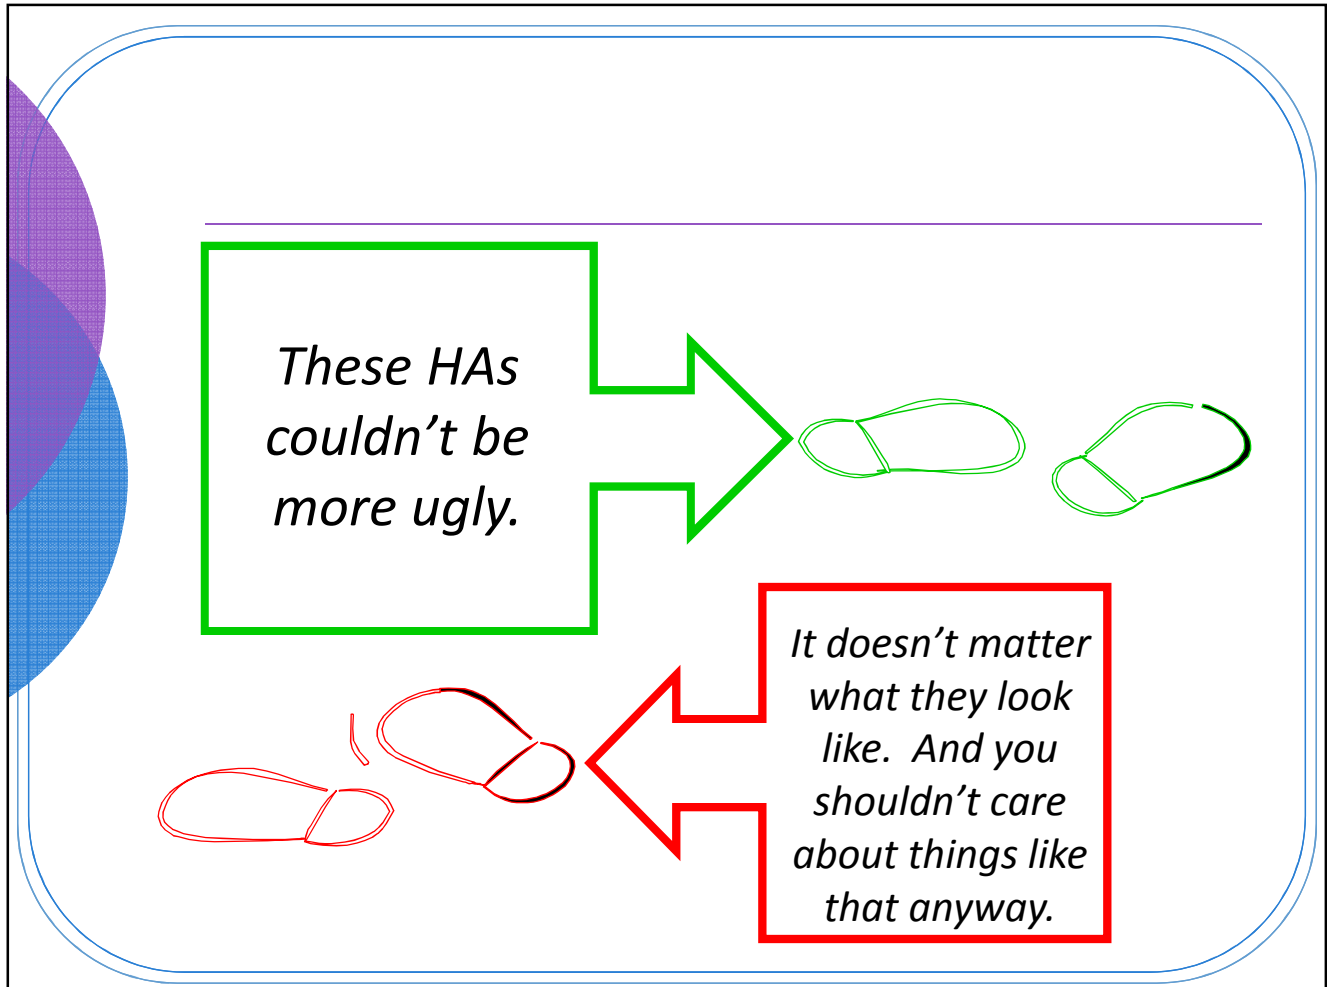 These HAs
couldn’t be
more ugly.
It doesn’t matter
what they look
like.  And you
shouldn’t care
about things like
that anyway.